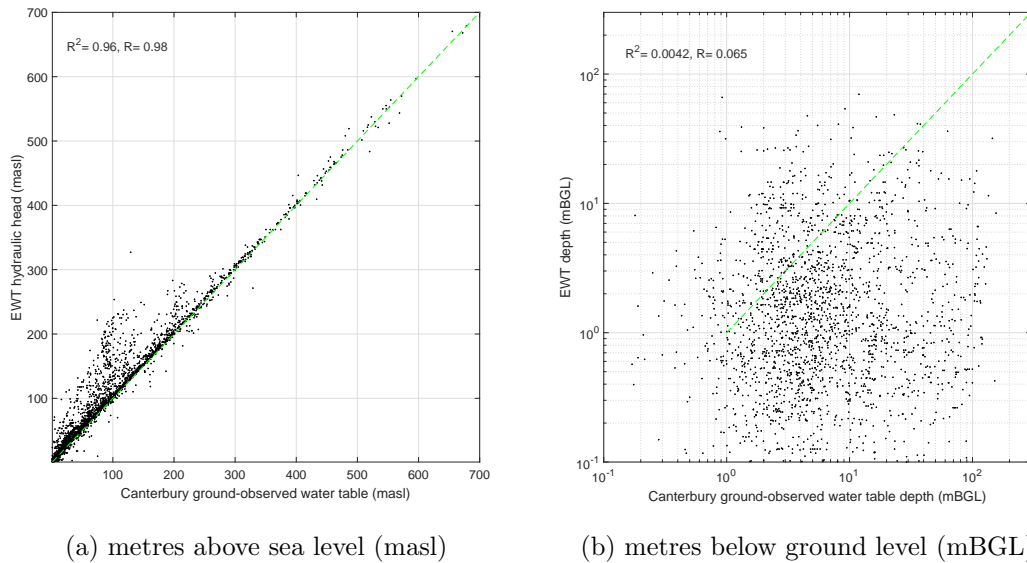 R²= 0.96, R= 0.98
EWT hydraulic head (masl)
700
600
500
400
300
200
100
100 200 300 400 500 600 700
Canterbury ground-observed water table (masl)
(a) metres above sea level (masl)
R²= 0.0042, R= 0.065
EWT depth (mBGL)
10²
10¹
10⁰
10⁻¹
10⁻¹ 10⁰ 10¹ 10²
Canterbury ground-observed water table depth (mBGL)
(b) metres below ground level (mBGL)